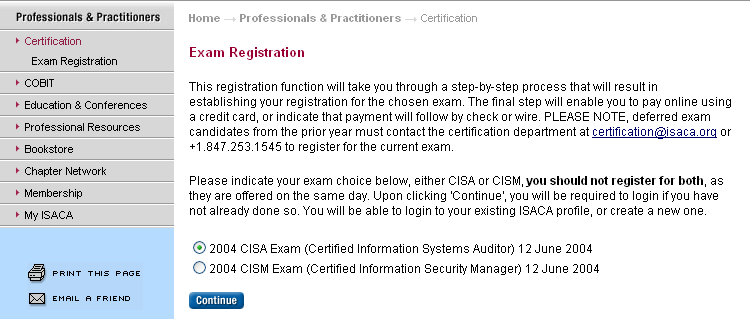 Professionals & Practitioners
Certification
Exam Registration
COBIT
Education & Conferences
Professional Resources
Bookstore
Chapter Network
Membership
My ISACA
PRINT THIS PAGE
EMAIL A FRIEND
Home → Professionals & Practitioners → Certification
Exam Registration
This registration function will take you through a step-by-step process that will result in
establishing your registration for the chosen exam. The final step will enable you to pay online using
a credit card, or indicate that payment will follow by check or wire. PLEASE NOTE, deferred exam
candidates from the prior year must contact the certification department at certification@isaca.org or
+1.847.253.1545 to register for the current exam.
Please indicate your exam choice below, either CISA or CISM, you should not register for both, as
they are offered on the same day. Upon clicking 'Continue', you will be required to login if you have
not already done so. You will be able to login to your existing ISACA profile, or create a new one.
2004 CISA Exam (Certified Information Systems Auditor) 12 June 2004
2004 CISM Exam (Certified Information Security Manager) 12 June 2004
Continue